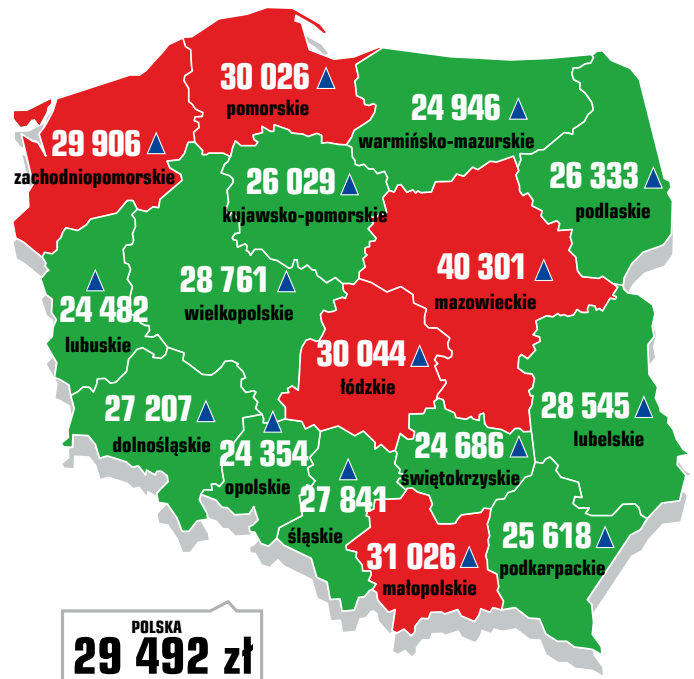 30 026
pomorskie
24 946
warmińsko-mazurskie
29 906
zachodniopomorskie
26 029
kujawsko-pomorskie
26 333
podlaskie
40 301
mazowieckie
28 761
wielkopolskie
24 482
lubuskie
30 044
łódzkie
27 207
dolnośląskie
28 545
lubelskie
24 354
opolskie
24 686
świętokrzyskie
27 841
śląskie
25 618
podkarpackie
31 026
małopolskie
POLSKA
29 492 zł